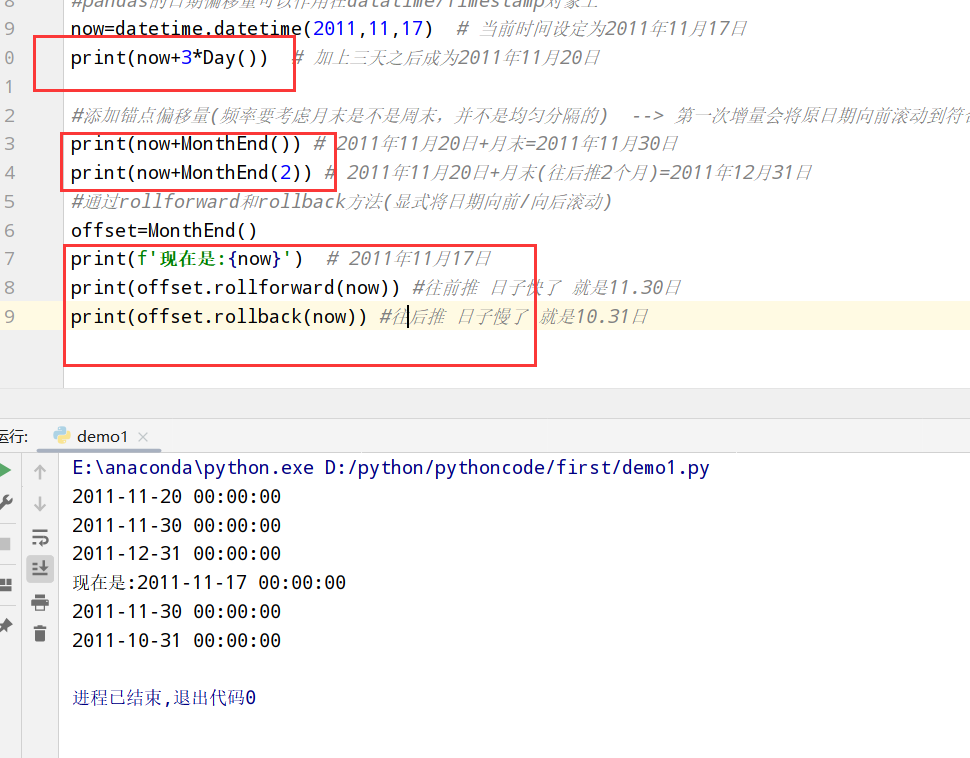 8 #pandas的日期偏移量可以作用在datatime/Timestamp对象上
9 now=datetime.datetime(2011,11,17) # 当前时间设定为2011年11月17日
0 print(now+3*Day()) # 加上三天之后成为2011年11月20日
1
2 #添加锚点偏移量(频率要考虑月末是不是周末，并不是均匀分隔的) --> 第一次增量会将原日期向前滚动到符
3 print(now+MonthEnd()) # 2011年11月20日+月末=2011年11月30日
4 print(now+MonthEnd(2)) # 2011年11月20日+月末(往后推2个月)=2011年12月31日
5 #通过rollforward和rollback方法(显式将日期向前/向后滚动)
6 offset=MonthEnd()
7 print(f'现在是:{now}') # 2011年11月17日
8 print(offset.rollforward(now)) #往前推 日子快了 就是11.30日
9 print(offset.rollback(now)) #往后推 日子慢了 就是10.31日
运行: demo1
E:\anaconda\python.exe D:/python/pythoncode/first/demo1.py
2011-11-20 00:00:00
2011-11-30 00:00:00
2011-12-31 00:00:00
现在是:2011-11-17 00:00:00
2011-11-30 00:00:00
2011-10-31 00:00:00
进程已结束,退出代码0